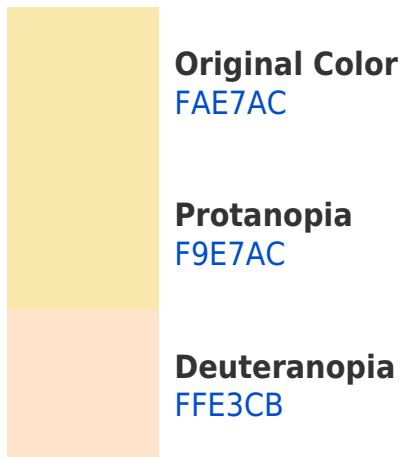 Original Color
FAE7AC
Protanopia
F9E7AC
Deuteranopia
FFE3CB